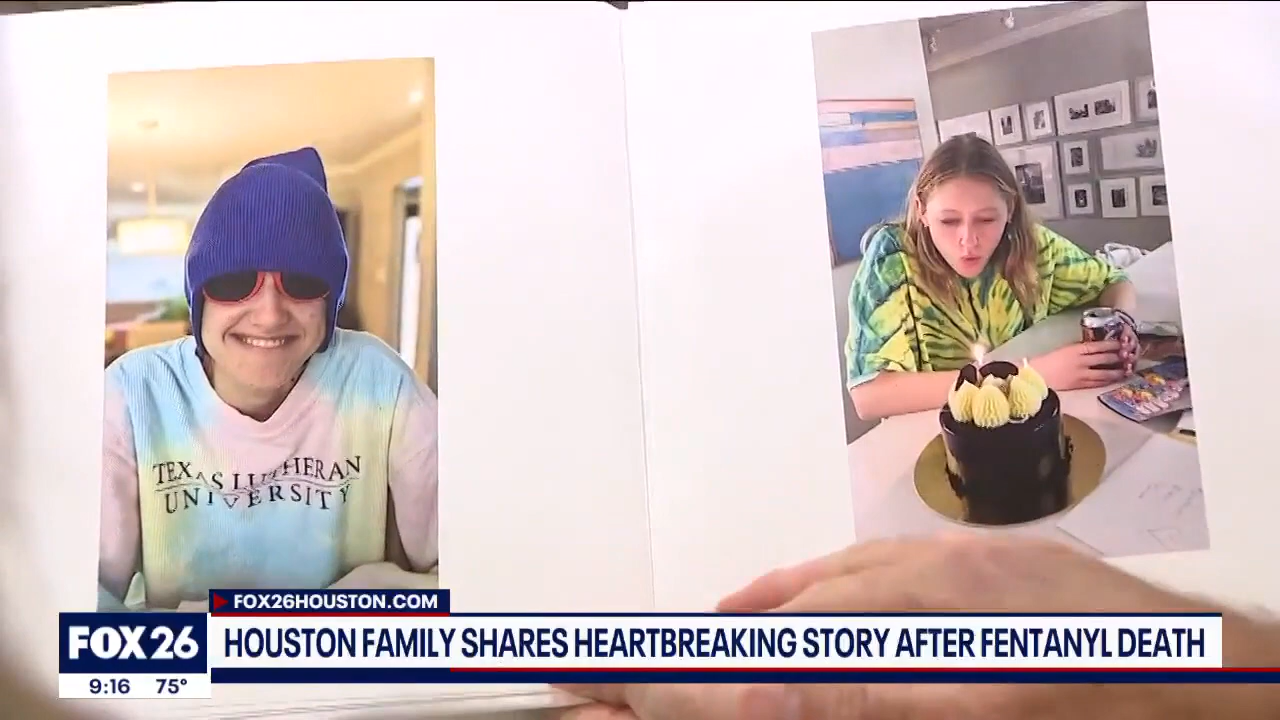 TEXAS LUTHERAN
UNIVERSITY
FOX26HOUSTON.COM
FOX 26
HOUSTON FAMILY SHARES HEARTBREAKING STORY AFTER FENTANYL DEATH
9:16 75°